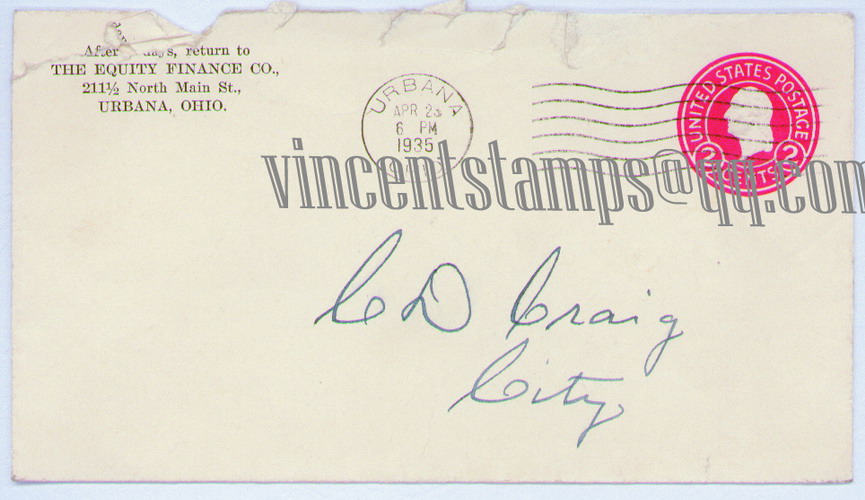 After days, return to
THE EQUITY FINANCE CO.,
211½ North Main St.,
URBANA, OHIO.
URBANA
APR 23
6 PM
1935
OHIO
UNITED STATES POSTAGE
2 CENTS 2
vincentstamps@qq.com
C D Craig
City